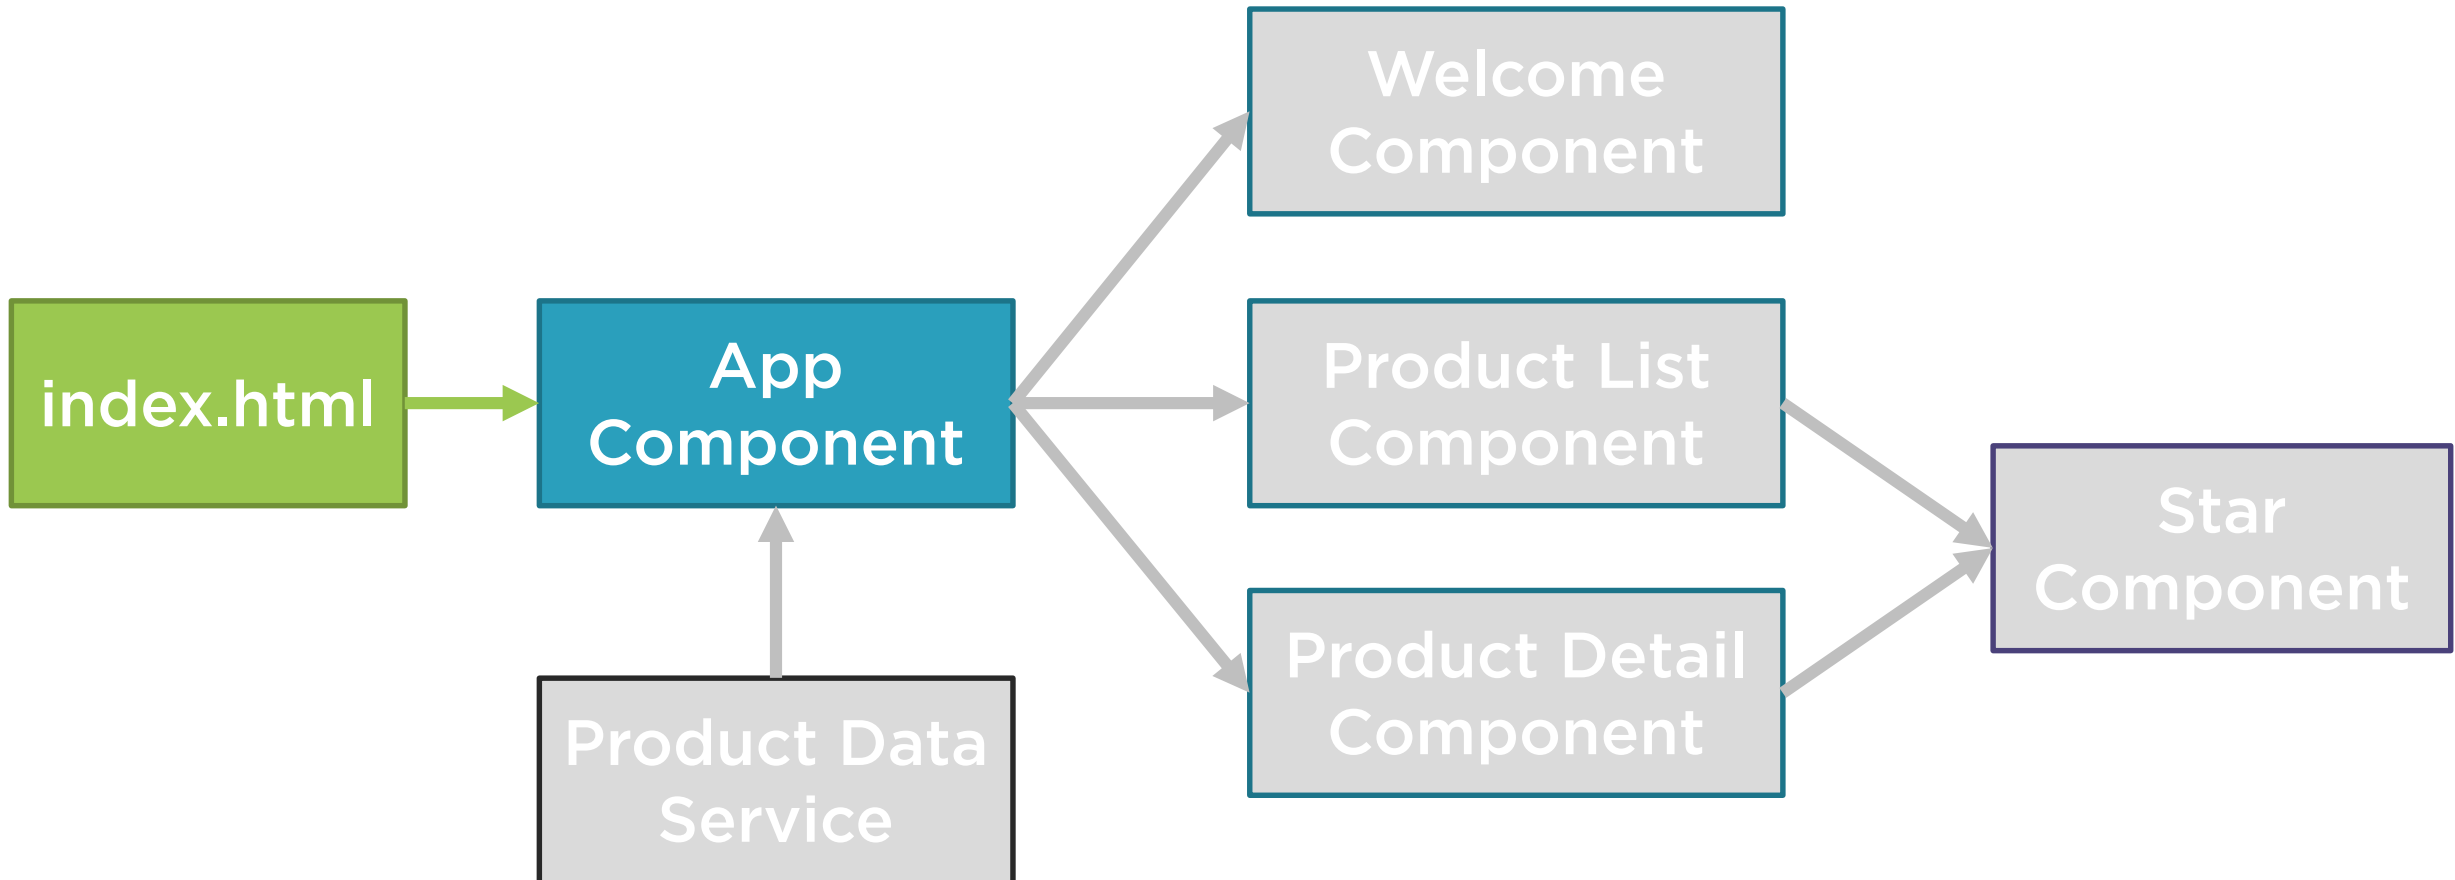 Welcome
Component
index.html
App
Component
Product List
Component
Star
Component
Product Detail
Component
Product Data
Service